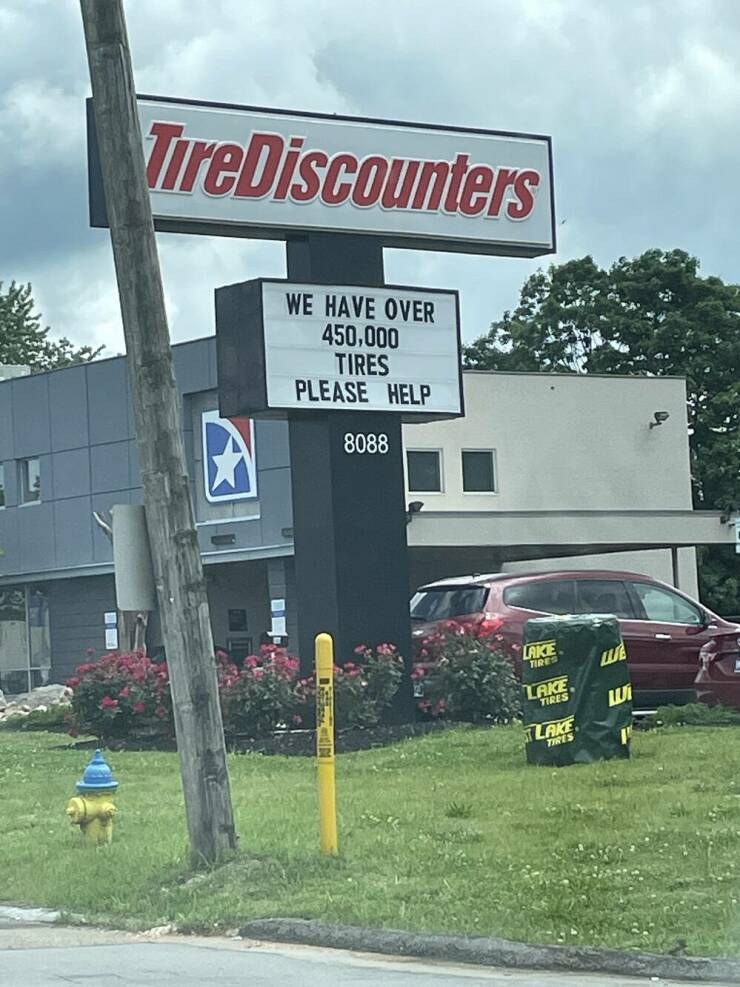 TireDiscounters
WE HAVE OVER
450,000
TIRES
PLEASE HELP
8088
LAKE
TIRES
LAKE
TIRES
LAKE
TIRES